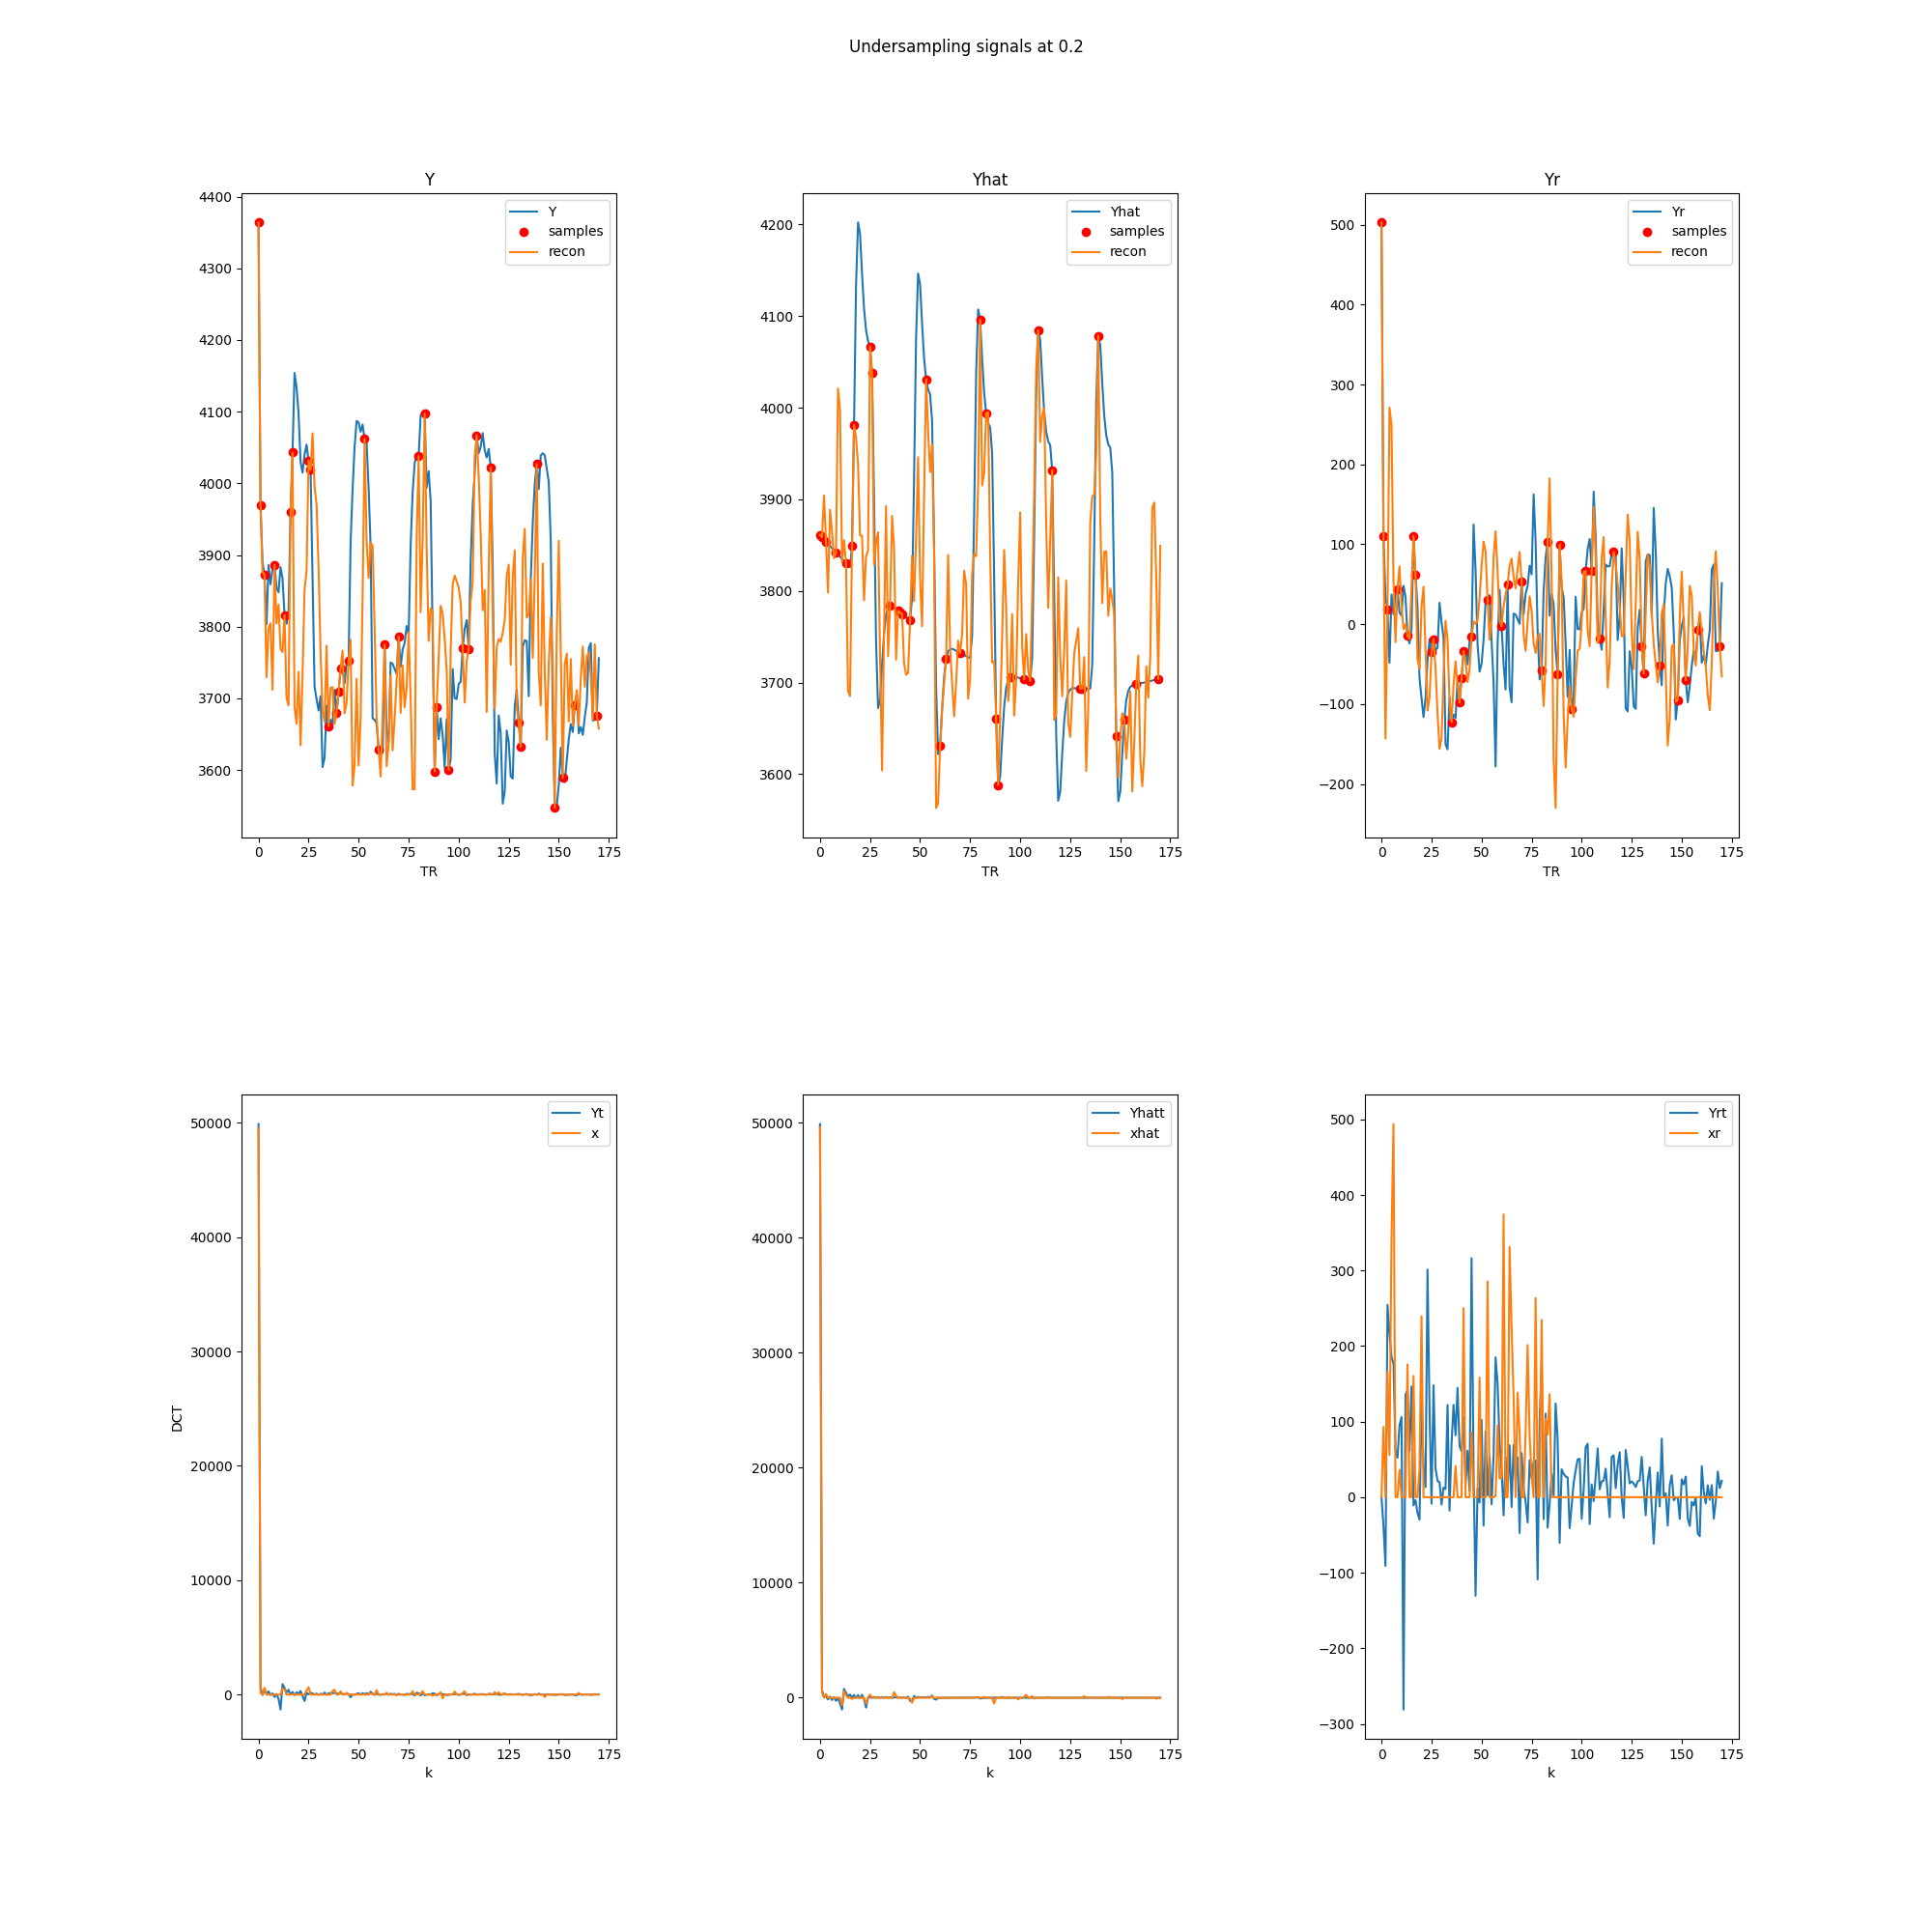 Undersampling signals at 0.2
Y
Y
samples
recon
4400
4300
4200
4100
4000
3900
3800
3700
3600
0 25 50 75 100 125 150 175
TR
Yhat
Yhat
samples
recon
4200
4100
4000
3900
3800
3700
3600
0 25 50 75 100 125 150 175
TR
Yr
Yr
samples
recon
500
400
300
200
100
0
−100
−200
0 25 50 75 100 125 150 175
TR
Yt
x
50000
40000
30000
20000
10000
0
DCT
0 25 50 75 100 125 150 175
k
Yhatt
xhat
50000
40000
30000
20000
10000
0
0 25 50 75 100 125 150 175
k
Yrt
xr
500
400
300
200
100
0
−100
−200
−300
0 25 50 75 100 125 150 175
k